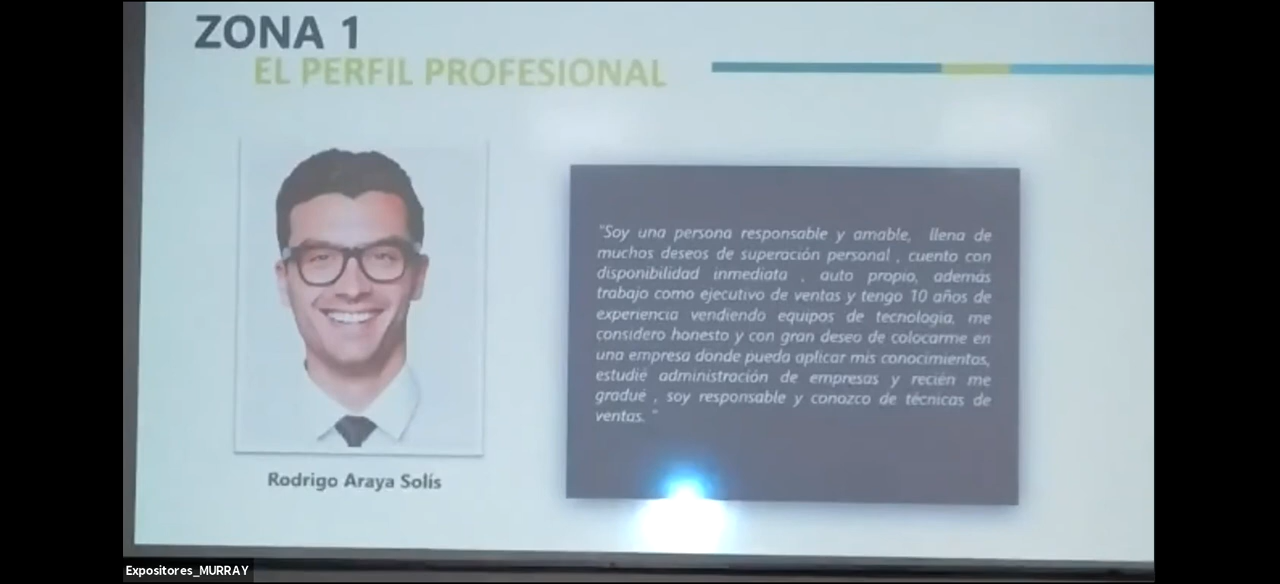 ZONA 1
EL PERFIL PROFESIONAL
"Soy una persona responsable y amable, llena de
muchos deseos de superación personal , cuento con
disponibilidad inmediata , auto propio, además
trabajo como ejecutivo de ventas y tengo 10 años de
experiencia vendiendo equipos de tecnología, me
considero honesto y con gran deseo de colocarme en
una empresa donde pueda aplicar mis conocimientos,
estudié administración de empresas y recién me
gradué , soy responsable y conozco de técnicas de
ventas. "
Rodrigo Araya Solís
Expositores_MURRAY